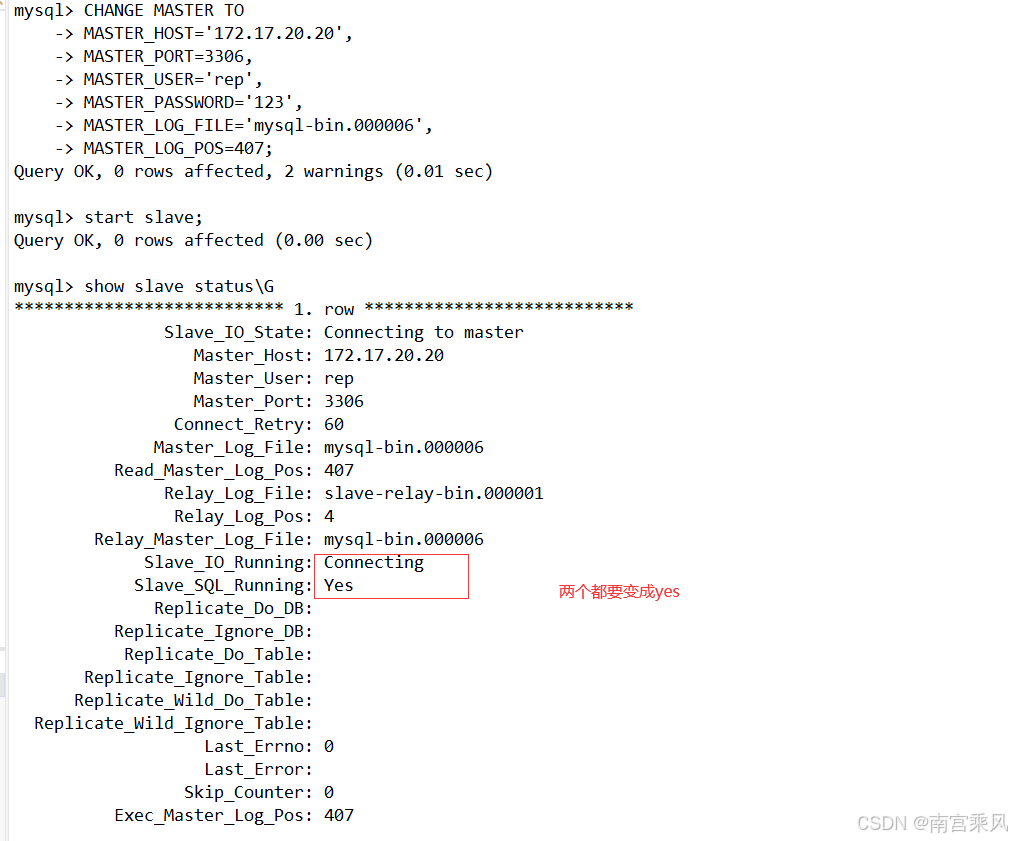 mysql> CHANGE MASTER TO
    -> MASTER_HOST='172.17.20.20',
    -> MASTER_PORT=3306,
    -> MASTER_USER='rep',
    -> MASTER_PASSWORD='123',
    -> MASTER_LOG_FILE='mysql-bin.000006',
    -> MASTER_LOG_POS=407;
Query OK, 0 rows affected, 2 warnings (0.01 sec)
mysql> start slave;
Query OK, 0 rows affected (0.00 sec)
mysql> show slave status\G
*************************** 1. row ***************************
               Slave_IO_State: Connecting to master
                  Master_Host: 172.17.20.20
                  Master_User: rep
                  Master_Port: 3306
                Connect_Retry: 60
              Master_Log_File: mysql-bin.000006
          Read_Master_Log_Pos: 407
               Relay_Log_File: slave-relay-bin.000001
                Relay_Log_Pos: 4
        Relay_Master_Log_File: mysql-bin.000006
             Slave_IO_Running: Connecting
            Slave_SQL_Running: Yes
两个都要变成yes
              Replicate_Do_DB:
          Replicate_Ignore_DB:
           Replicate_Do_Table:
       Replicate_Ignore_Table:
      Replicate_Wild_Do_Table:
  Replicate_Wild_Ignore_Table:
                   Last_Errno: 0
                   Last_Error:
                 Skip_Counter: 0
          Exec_Master_Log_Pos: 407
CSDN @南宫乘风